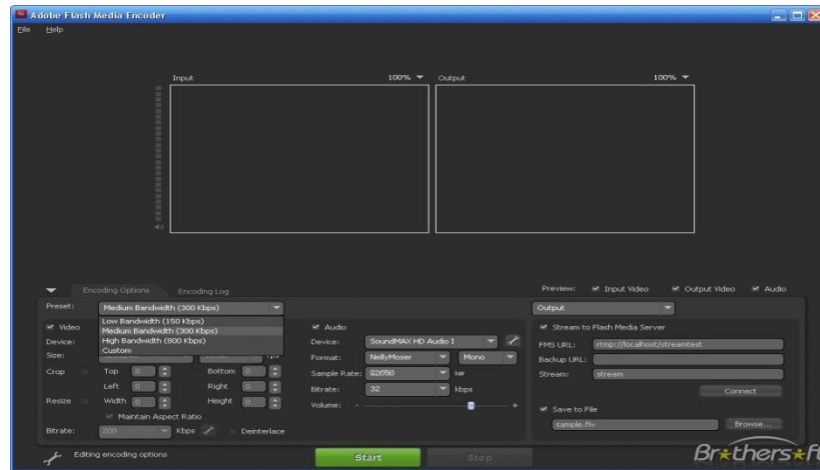 Adobe Flash Media Encoder
File Help
Input 100% Output 100%
Encoding Options Encoding Log
Preview: Input Video Output Video Audio
Preset: Medium Bandwidth (300 Kbps)
Low Bandwidth (150 Kbps)
Medium Bandwidth (300 Kbps)
High Bandwidth (800 Kbps)
Custom
Video
Device:
Size:
Crop Top 0 Bottom 0
Left 0 Right 0
Resize Width 0 Height 0
Maintain Aspect Ratio
Bitrate: 200 Kbps Deinterlace
Audio
Device: SoundMAX HD Audio I
Format: NellyMoser Mono
Sample Rate: 22050 Hz
Bitrate: 32 kbps
Volume: - +
Output
Stream to Flash Media Server
FMS URL: rtmp://localhost/streamtest
Backup URL:
Stream: stream
Connect
Save to File
sample.flv Browse...
Editing encoding options
Start Stop
Brothersoft